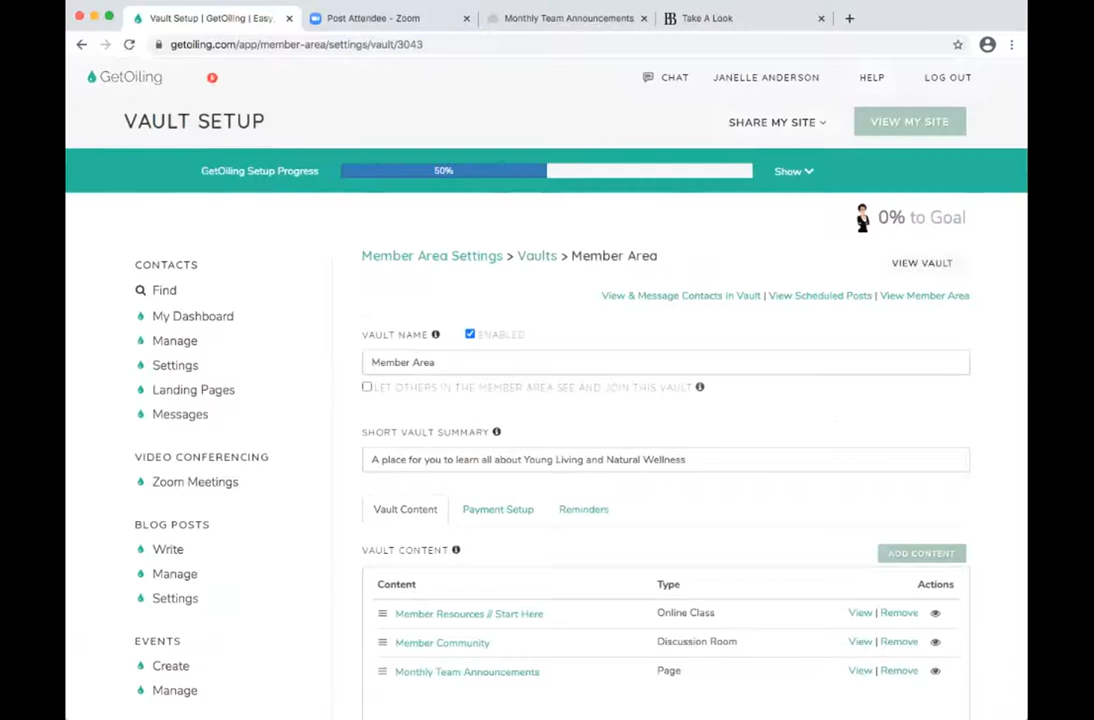 Vault Setup | GetOiling | Easy, × Post Attendee - Zoom × Monthly Team Announcements × BB Take A Look × +
getoiling.com/app/member-area/settings/vault/3043
GetOiling CHAT JANELLE ANDERSON HELP LOG OUT
VAULT SETUP SHARE MY SITE VIEW MY SITE
GetOiling Setup Progress 50% Show
0% to Goal
CONTACTS
Find
My Dashboard
Manage
Settings
Landing Pages
Messages
VIDEO CONFERENCING
Zoom Meetings
BLOG POSTS
Write
Manage
Settings
EVENTS
Create
Manage
Member Area Settings > Vaults > Member Area VIEW VAULT
View & Message Contacts In Vault | View Scheduled Posts | View Member Area
VAULT NAME ENABLED
Member Area
LET OTHERS IN THE MEMBER AREA SEE AND JOIN THIS VAULT
SHORT VAULT SUMMARY
A place for you to learn all about Young Living and Natural Wellness
Vault Content Payment Setup Reminders
VAULT CONTENT ADD CONTENT
Content Type Actions
Member Resources // Start Here Online Class View | Remove
Member Community Discussion Room View | Remove
Monthly Team Announcements Page View | Remove